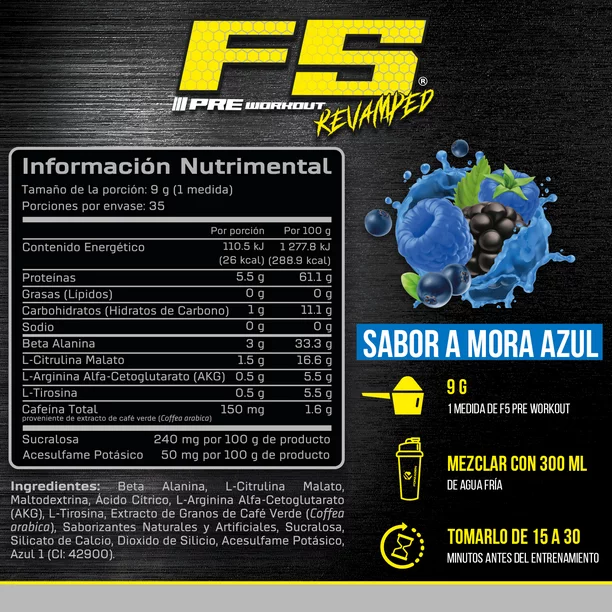 F5®
PRE WORKOUT
REVAMPED
Información Nutrimental
Tamaño de la porción: 9 g (1 medida)
Porciones por envase: 35
Por porción Por 100 g
Contenido Energético 110.5 kJ 1 277.8 kJ
(26 kcal) (288.9 kcal)
Proteinas 5.5 g 61.1 g
Grasas (Lípidos) 0 g 0 g
Carbohidratos (Hidratos de Carbono) 1 g 11.1 g
Sodio 0 g 0 g
Beta Alanina 3 g 33.3 g
L-Citrulina Malato 1.5 g 16.6 g
L-Arginina Alfa-Cetoglutarato (AKG) 0.5 g 5.5 g
L-Tirosina 0.5 g 5.5 g
Cafeína Total 150 mg 1.6 g
proveniente de extracto de café verde (Coffea arabica)
Sucralosa 240 mg por 100 g de producto
Acesulfame Potásico 50 mg por 100 g de producto
Ingredientes: Beta Alanina, L-Citrulina Malato,
Maltodextrina, Ácido Cítrico, L-Arginina Alfa-Cetoglutarato
(AKG), L-Tirosina, Extracto de Granos de Café Verde (Coffea
arabica), Saborizantes Naturales y Artificiales, Sucralosa,
Silicato de Calcio, Dioxido de Silicio, Acesulfame Potásico,
Azul 1 (CI: 42900).
SABOR A MORA AZUL
9 G
1 MEDIDA DE F5 PRE WORKOUT
MEZCLAR CON 300 ML
DE AGUA FRÍA
TOMARLO DE 15 A 30
MINUTOS ANTES DEL ENTRENAMIENTO